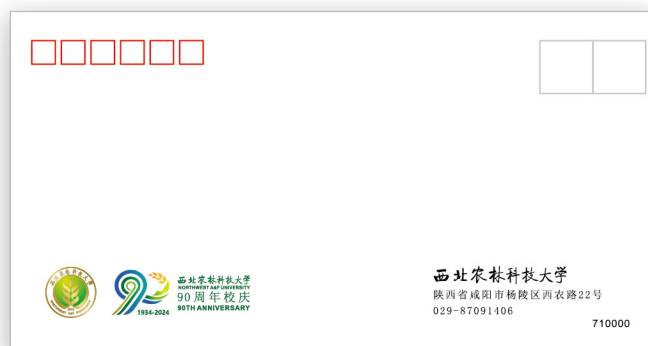 西北农林科技大学
NORTHWEST A&F UNIVERSITY
90周年校庆
90TH ANNIVERSARY
90
1934-2024
西北农林科技大学
陕西省咸阳市杨陵区西农路22号
029-87091406
710000